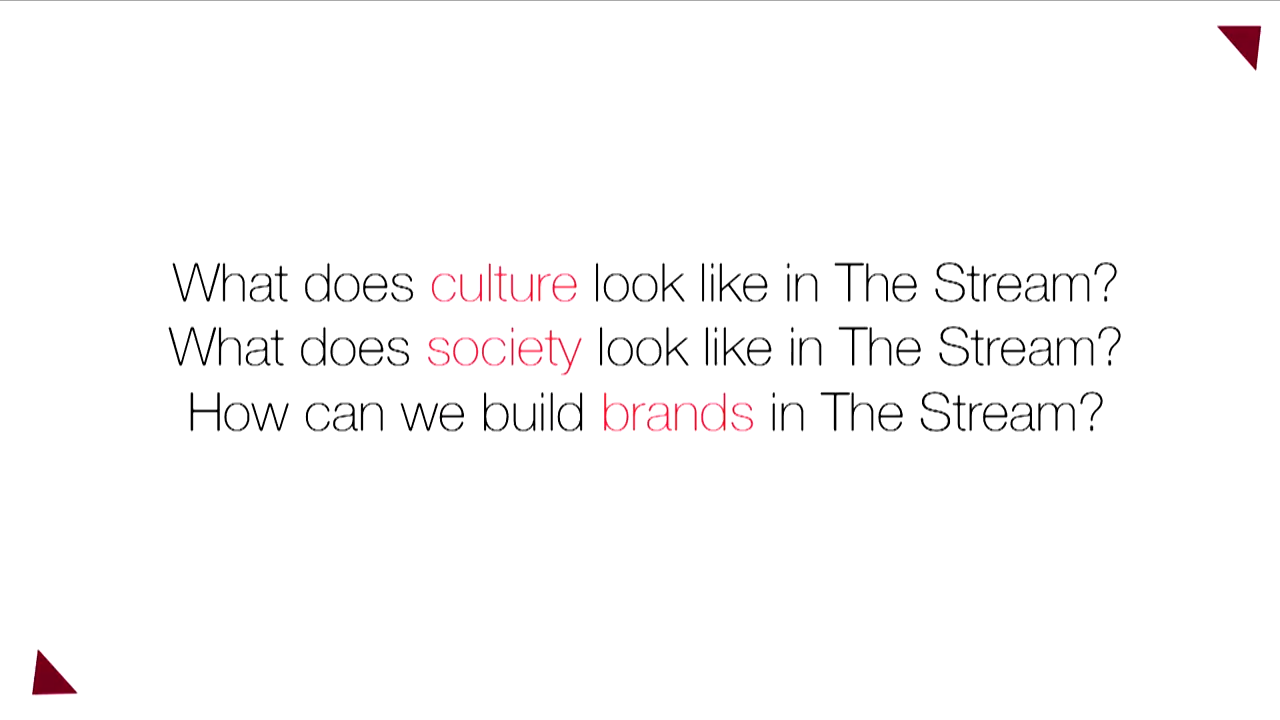 What does culture look like in The Stream?
What does society look like in The Stream?
How can we build brands in The Stream?